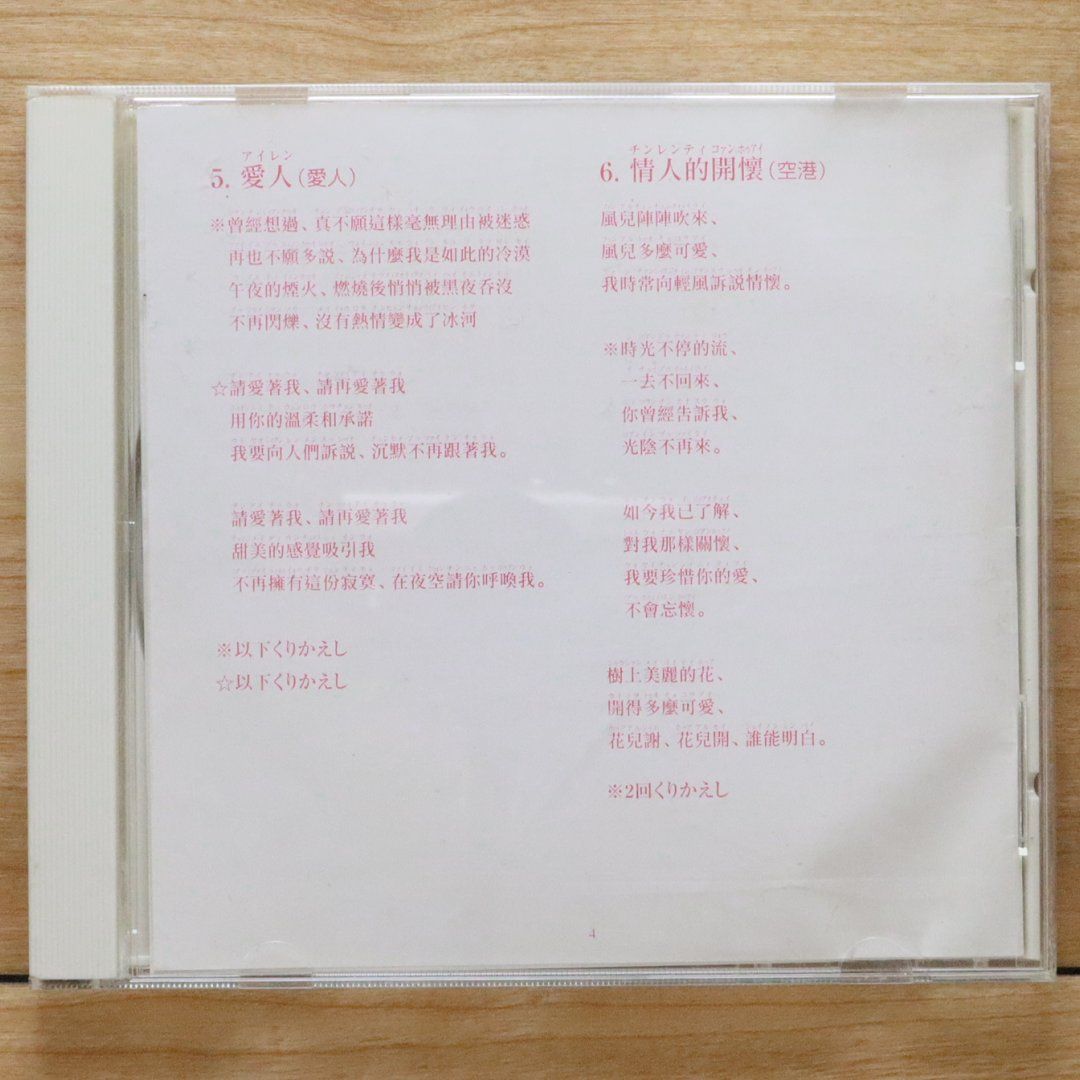 アイレン
5. 愛人(愛人)
※曾經想過、真不願這樣毫無理由被迷惑
再也不願多説、為什麼我是如此的冷漠
午夜的煙火、燃燒後悄悄被黑夜吞沒
不再閃爍、沒有熱情變成了冰河
☆請愛著我、請再愛著我
用你的溫柔和承諾
我要向人們訴説、沉默不再跟著我。
請愛著我、請再愛著我
甜美的感覺吸引我
不再擁有這份寂寞、在夜空請你呼喚我。
※以下くりかえし
☆以下くりかえし
チンレンティ コァンホゥアイ
6. 情人的開懷(空港)
風兒陣陣吹來、
風兒多麼可愛、
我時常向輕風訴説情懷。
※時光不停的流、
一去不回來、
你曾經告訴我、
光陰不再來。
如今我已了解、
對我那樣關懷、
我要珍惜你的愛、
不會忘懷。
樹上美麗的花、
開得多麼可愛、
花兒謝、花兒開、誰能明白。
※2回くりかえし
4